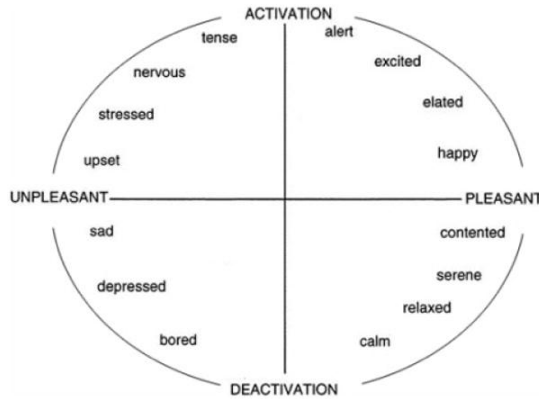 ACTIVATION
tense
alert
nervous
excited
stressed
elated
upset
happy
UNPLEASANT
PLEASANT
sad
contented
depressed
serene
relaxed
bored
calm
DEACTIVATION